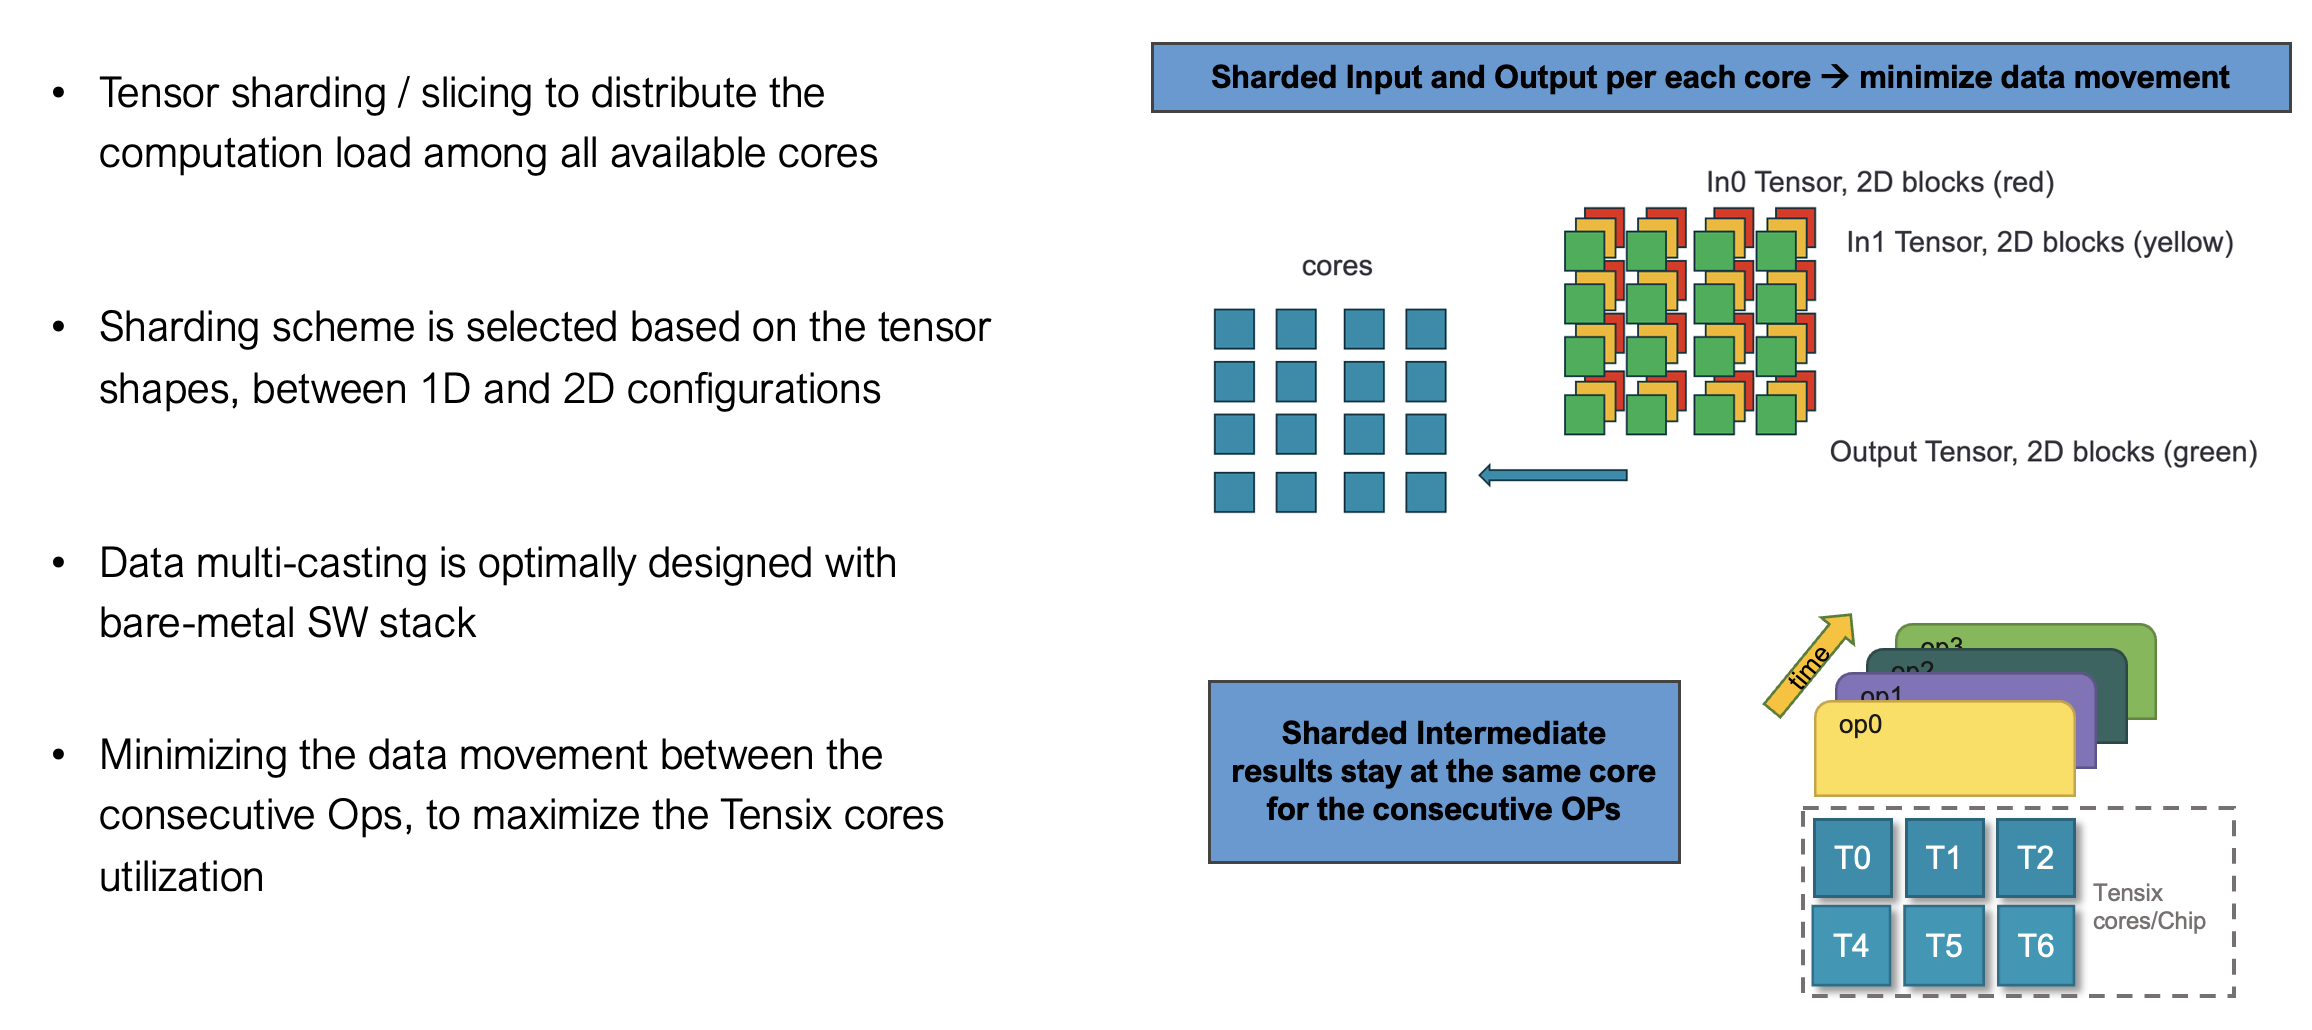 • Tensor sharding / slicing to distribute the
computation load among all available cores
• Sharding scheme is selected based on the tensor
shapes, between 1D and 2D configurations
• Data multi-casting is optimally designed with
bare-metal SW stack
• Minimizing the data movement between the
consecutive Ops, to maximize the Tensix cores
utilization
Sharded Input and Output per each core → minimize data movement
In0 Tensor, 2D blocks (red)
In1 Tensor, 2D blocks (yellow)
cores
Output Tensor, 2D blocks (green)
Sharded Intermediate
results stay at the same core
for the consecutive OPs
time
op3
op2
op1
op0
T0 T1 T2
T4 T5 T6
Tensix
cores/Chip